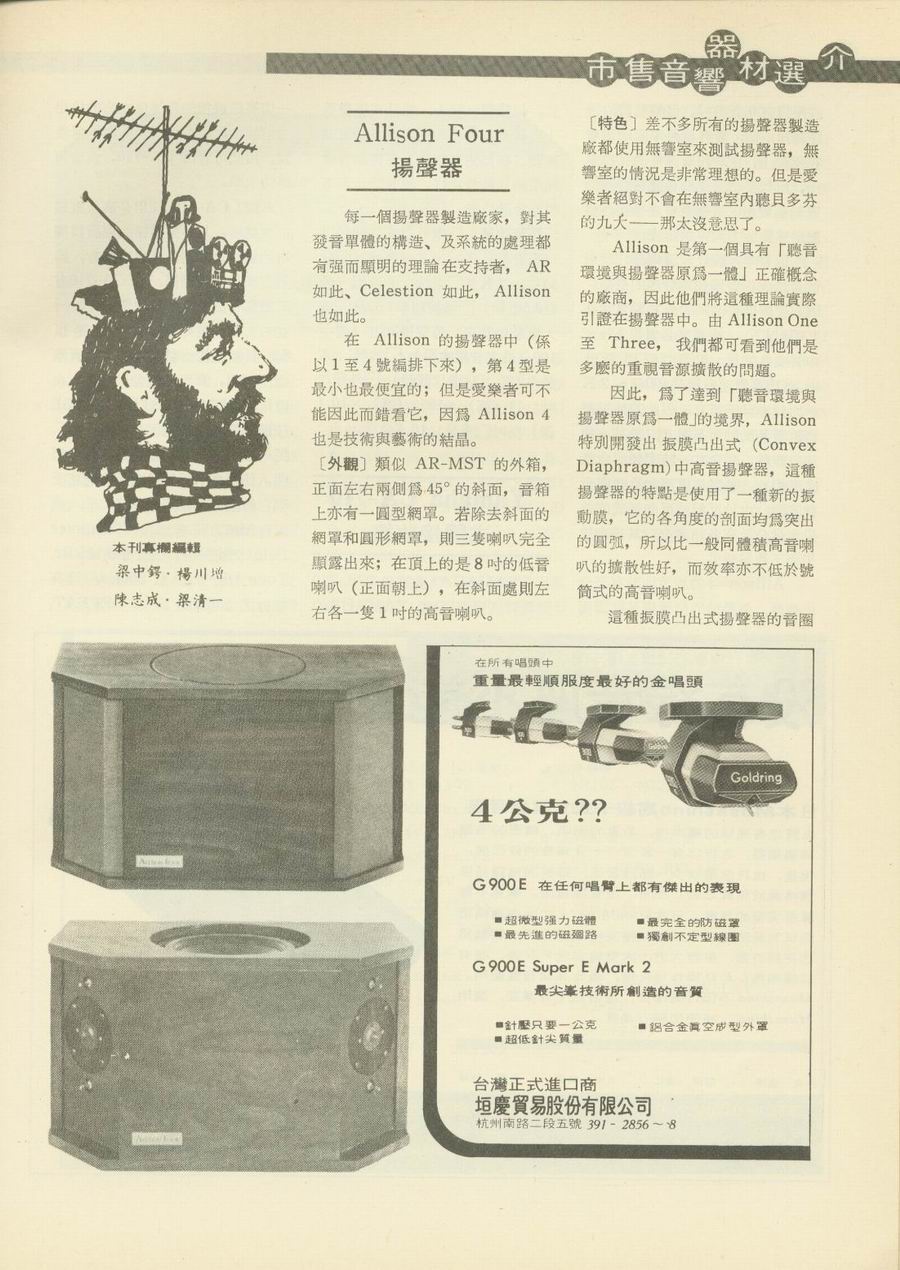 市售音響器材選介
Allison Four
揚聲器
每一個揚聲器製造廠家，對其
發音單體的構造、及系統的處理都
有强而顯明的理論在支持者， AR
如此、Celestion 如此， Allison
也如此。
在 Allison 的揚聲器中（係
以1至4號編排下來），第4型是
最小也最便宜的；但是愛樂者可不
能因此而錯看它，因爲 Allison 4
也是技術與藝術的結晶。
〔外觀〕類似 AR-MST 的外箱，
正面左右兩側爲45°的斜面，音箱
上亦有一圓型網罩。若除去斜面的
網罩和圓形網罩，則三隻喇叭完全
顯露出來；在頂上的是8吋的低音
喇叭（正面朝上），在斜面處則左
右各一隻1吋的高音喇叭。
〔特色〕差不多所有的揚聲器製造
廠都使用無響室來測試揚聲器，無
響室的情況是非常理想的。但是愛
樂者絕對不會在無響室內聽貝多芬
的九大——那太沒意思了。
Allison 是第一個具有「聽音
環境與揚聲器原爲一體」正確概念
的廠商，因此他們將這種理論實際
引證在揚聲器中。由 Allison One
至 Three， 我們都可看到他們是
多麽的重視音源擴散的問題。
因此，爲了達到「聽音環境與
揚聲器原爲一體」的境界，Allison
特別開發出 振膜凸出式 (Convex
Diaphragm)中高音揚聲器，這種
揚聲器的特點是使用了一種新的振
動膜，它的各角度的剖面均爲突出
的圓弧，所以比一般同體積高音喇
叭的擴散性好，而效率亦不低於號
筒式的高音喇叭。
這種振膜凸出式揚聲器的音圈
本刊專欄編輯
梁中鍔·楊川增
陳志成·梁清一
Allison Four
Allison Four
在所有唱頭中
重量最輕順服度最好的金唱頭
Goldring
4公克??
G900E 在任何唱臂上都有傑出的表現
■超微型强力磁體
■最先進的磁廻路
■最完全的防磁罩
■獨創不定型線圈
G900E Super E Mark 2
最尖峯技術所創造的音質
■針壓只要一公克
■超低針尖質量
■鋁合金眞空成型外罩
台灣正式進口商
垣慶貿易股份有限公司
杭州南路二段五號 391-2856～8